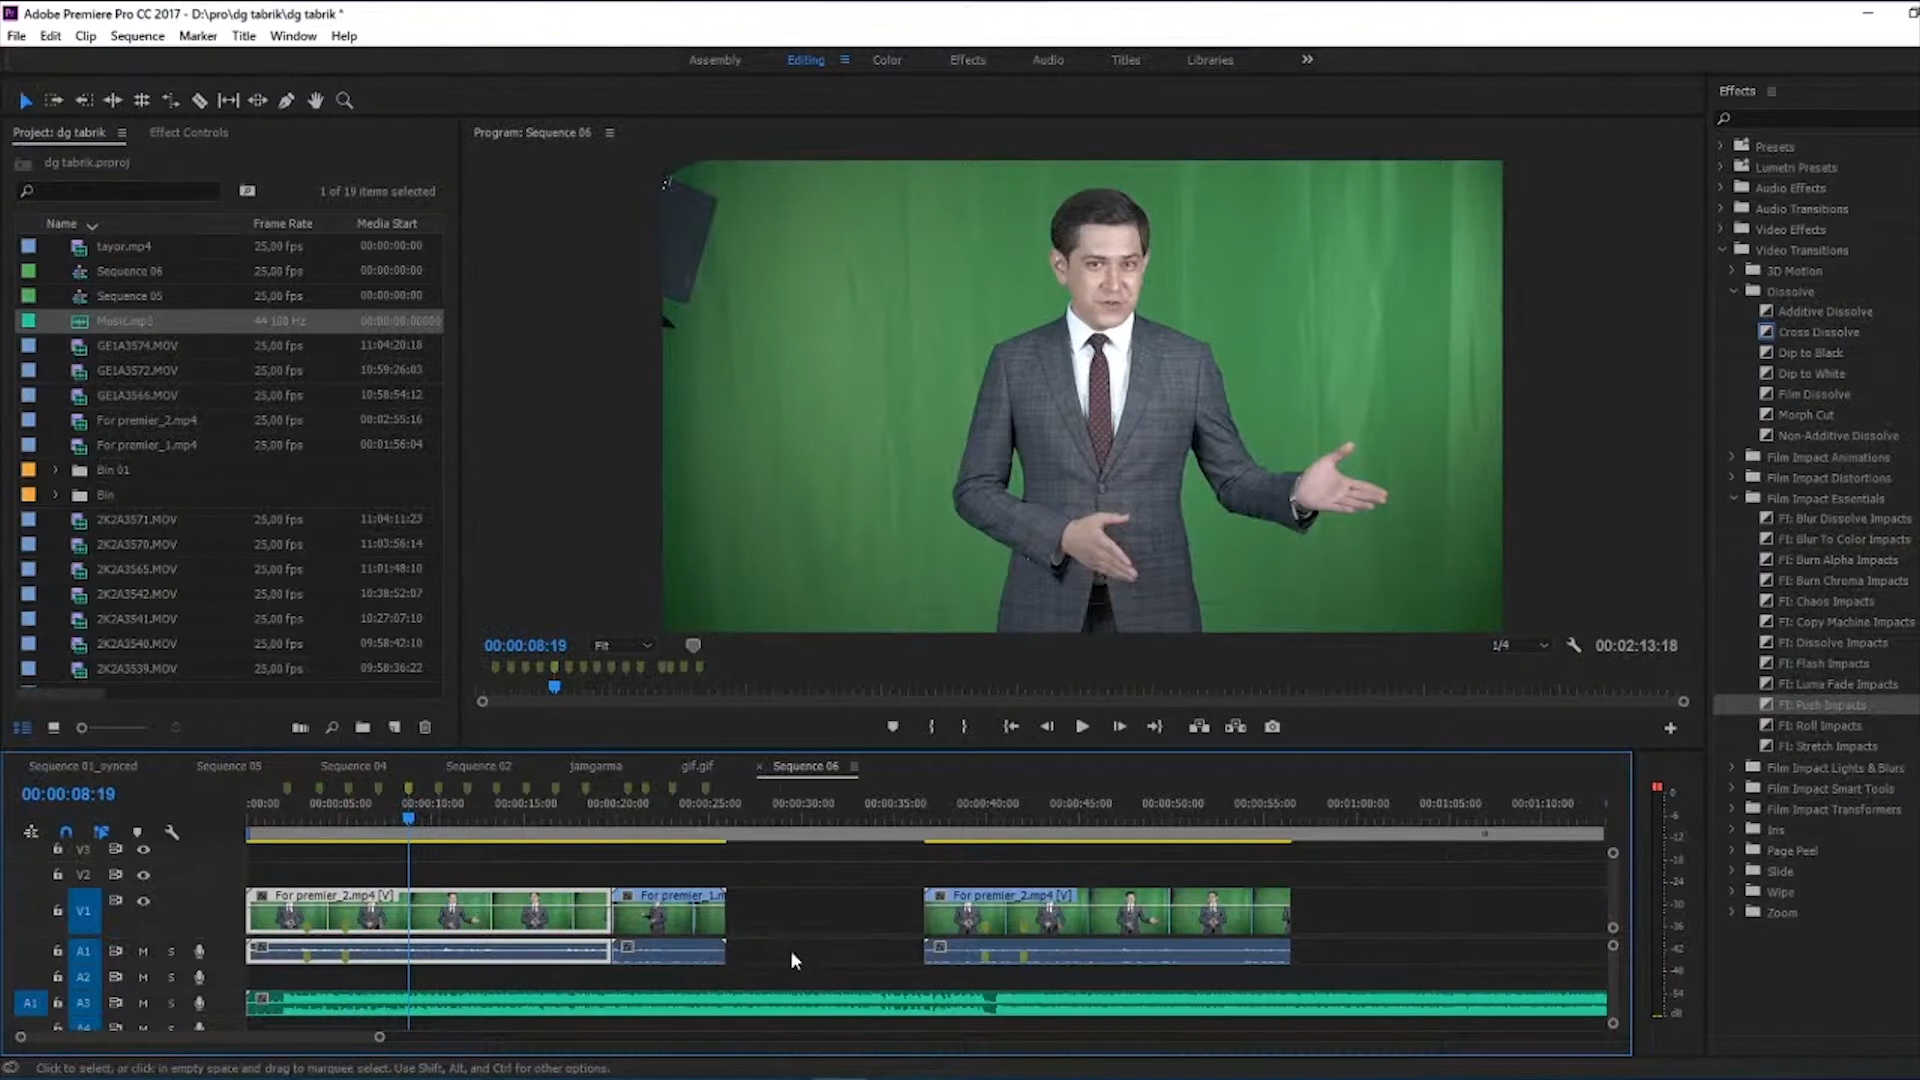 Adobe Premiere Pro CC 2017 - D:\pro\dg tabrik\dg tabrik *
File Edit Clip Sequence Marker Title Window Help
Assembly Editing Color Effects Audio Titles Libraries
Project: dg tabrik Effect Controls
dg tabrik.prproj
1 of 19 items selected
Name Frame Rate Media Start
tayor.mp4 25,00 fps 00:00:00:00
Sequence 06 25,00 fps 00:00:00:00
Sequence 05 25,00 fps 00:00:00:00
Music.mp3 44 100 Hz 00:00:00:00000
GE1A3574.MOV 25,00 fps 11:04:20:18
GE1A3572.MOV 25,00 fps 10:59:26:03
GE1A3566.MOV 25,00 fps 10:58:54:12
For premier_2.mp4 25,00 fps 00:02:55:16
For premier_1.mp4 25,00 fps 00:01:56:04
Bin 01
Bin
2K2A3571.MOV 25,00 fps 11:04:11:23
2K2A3570.MOV 25,00 fps 11:03:56:14
2K2A3565.MOV 25,00 fps 11:01:48:10
2K2A3542.MOV 25,00 fps 10:38:52:07
2K2A3541.MOV 25,00 fps 10:27:07:10
2K2A3540.MOV 25,00 fps 09:58:42:10
2K2A3539.MOV 25,00 fps 09:58:36:22
Program: Sequence 06
00:00:08:19 Fit 1/4 00:02:13:18
Effects
Presets
Lumetri Presets
Audio Effects
Audio Transitions
Video Effects
Video Transitions
3D Motion
Dissolve
Additive Dissolve
Cross Dissolve
Dip to Black
Dip to White
Film Dissolve
Morph Cut
Non-Additive Dissolve
Film Impact Animations
Film Impact Distortions
Film Impact Essentials
FI: Blur Dissolve Impacts
FI: Blur To Color Impacts
FI: Burn Alpha Impacts
FI: Burn Chroma Impacts
FI: Chaos Impacts
FI: Copy Machine Impacts
FI: Dissolve Impacts
FI: Flash Impacts
FI: Luma Fade Impacts
FI: Push Impacts
FI: Roll Impacts
FI: Stretch Impacts
Film Impact Lights & Blurs
Film Impact Smart Tools
Film Impact Transformers
Iris
Page Peel
Slide
Wipe
Zoom
Sequence 01_synced Sequence 05 Sequence 04 Sequence 02 jamgarma gif.gif × Sequence 06
00:00:08:19
:00:00 00:00:05:00 00:00:10:00 00:00:15:00 00:00:20:00 00:00:25:00 00:00:30:00 00:00:35:00 00:00:40:00 00:00:45:00 00:00:50:00 00:00:55:00 00:01:00:00 00:01:05:00 00:01:10:00
V3
V2
V1
For premier_2.mp4 [V] For premier_1.m For premier_2.mp4 [V]
A1 M S
A2 M S
A1 A3 M S
A4 M S
0
-6
-12
-18
-24
-30
-36
-42
-48
-54
dB
Click to select, or click in empty space and drag to marquee select. Use Shift, Alt, and Ctrl for other options.